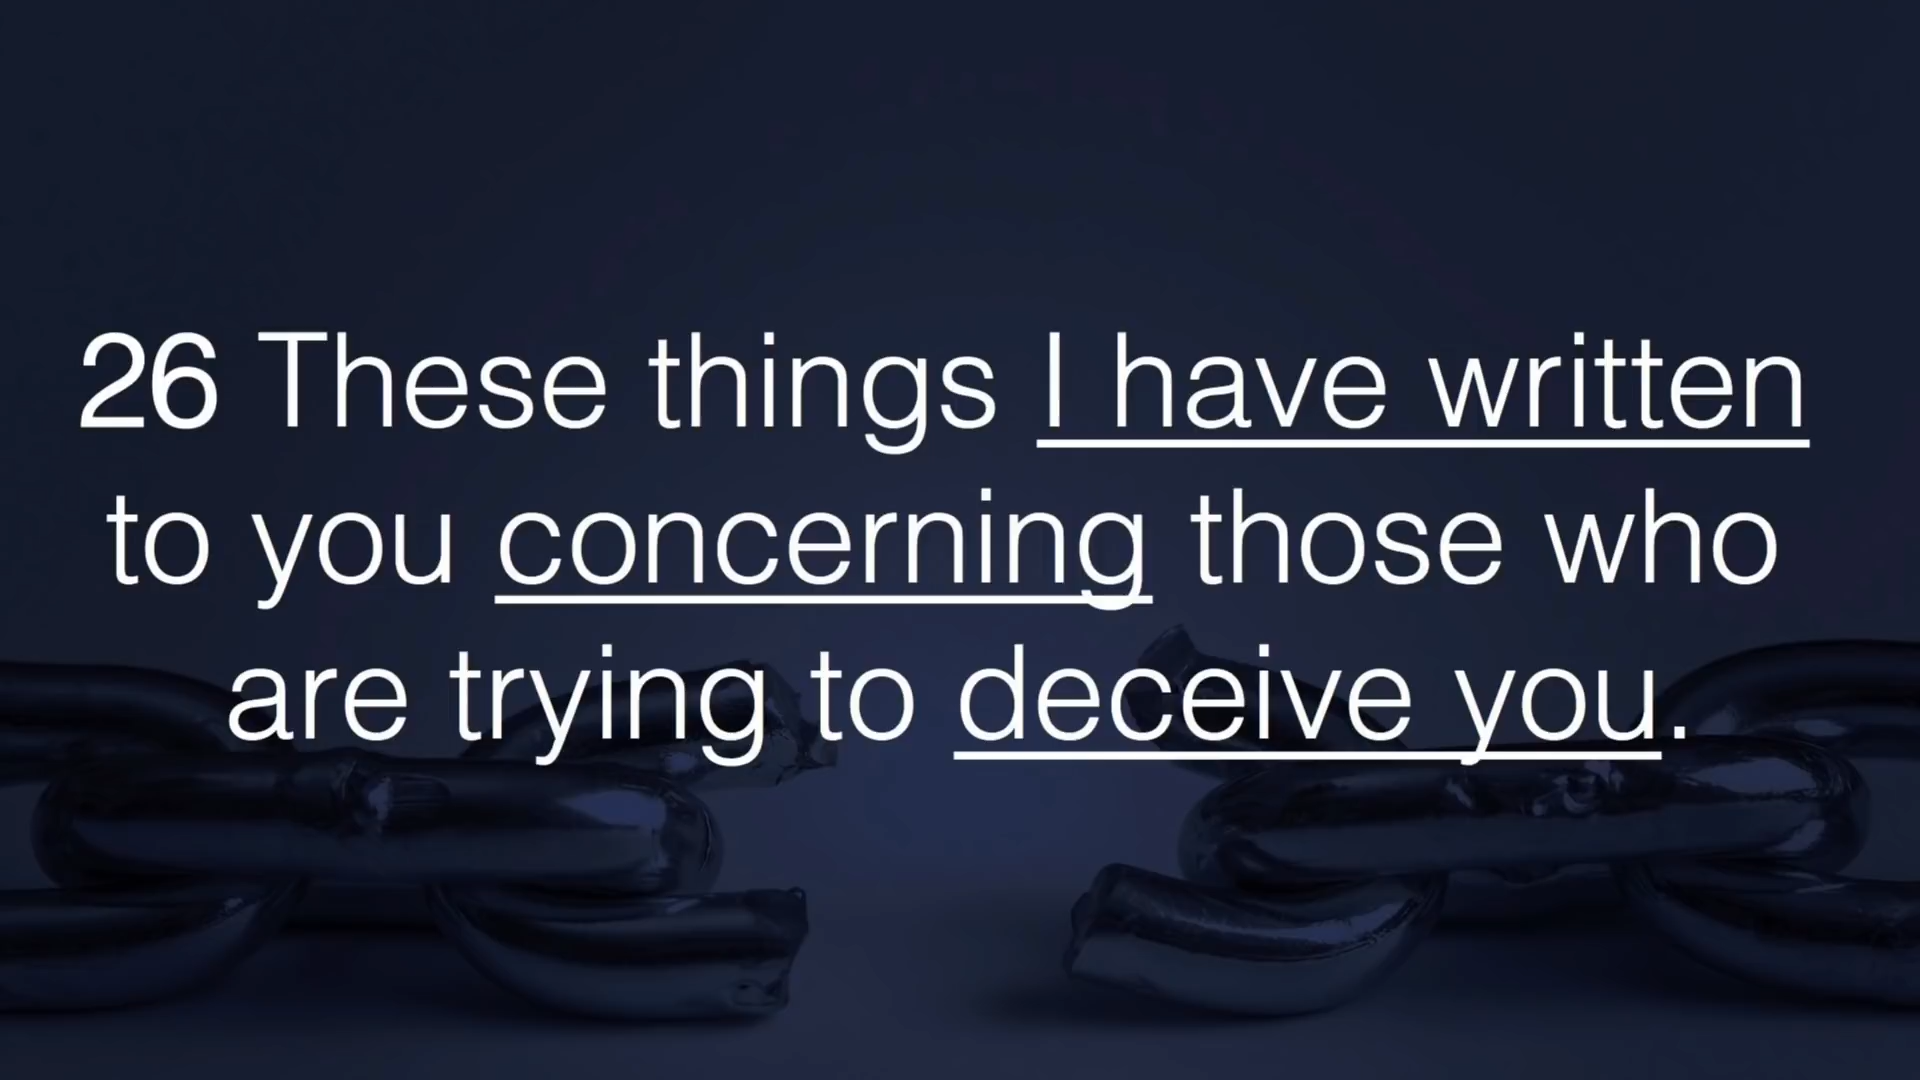 26 These things I have written
to you concerning those who
are trying to deceive you.